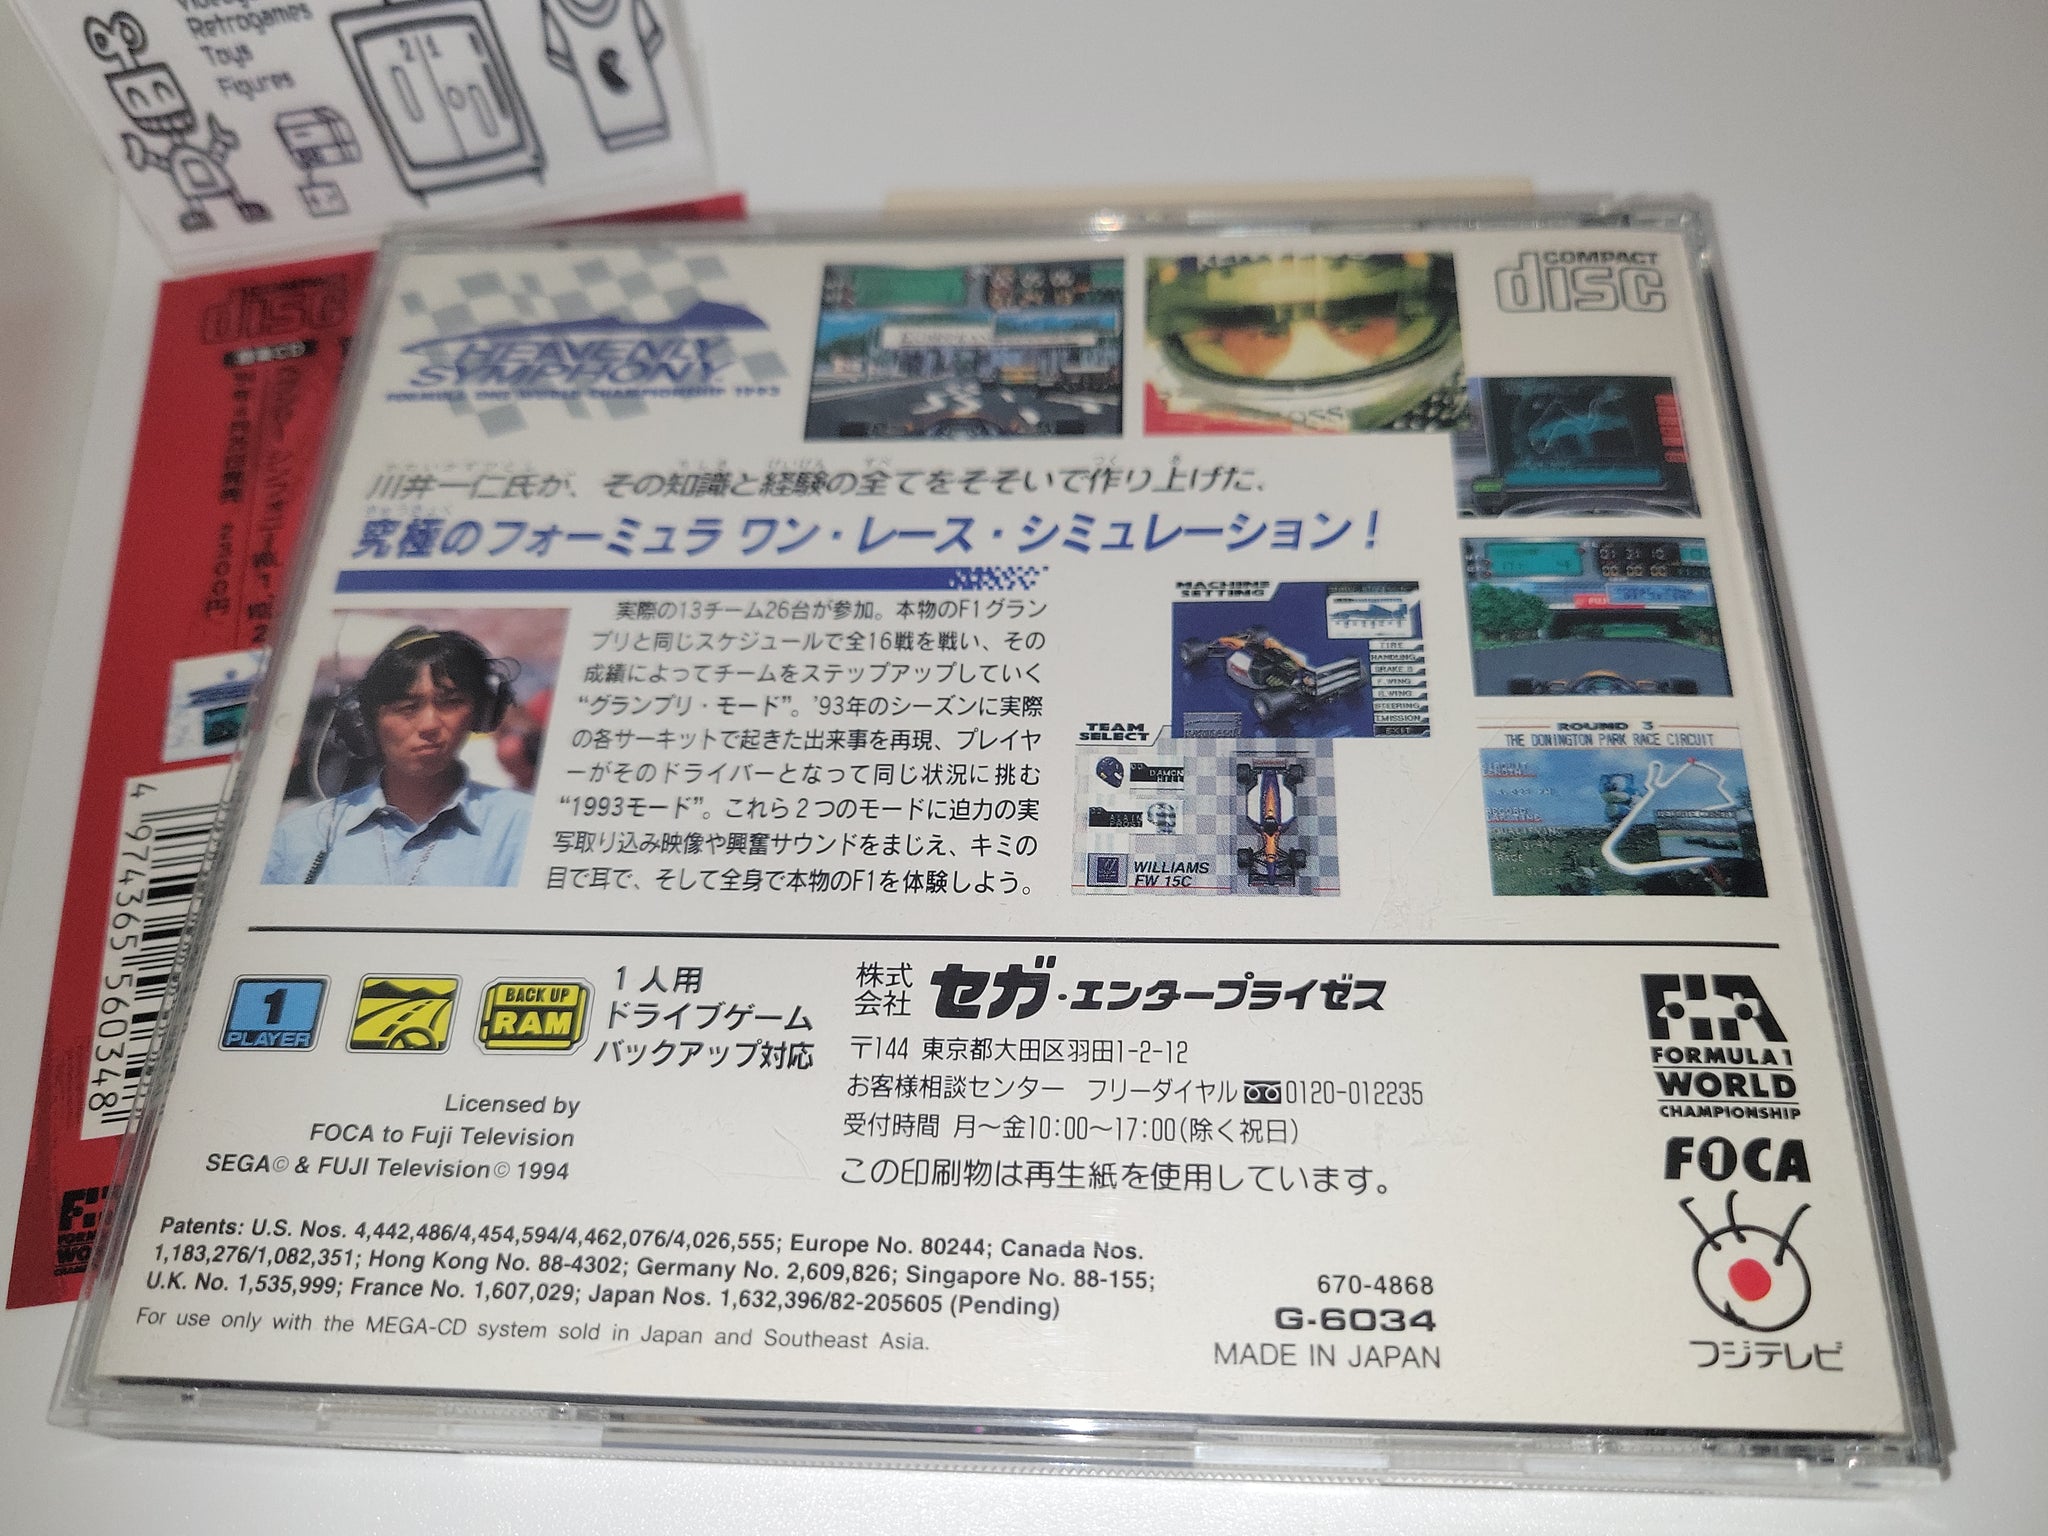 Retrogames
Toys
Figures
COMPACT
disc
HEAVENLY
SYMPHONY
FORMULA ONE WORLD CHAMPIONSHIP 1993
川井一仁氏が、その知識と経験の全てをそそいで作り上げた、
究極のフォーミュラ ワン・レース・シミュレーション!
実際の13チーム26台が参加。本物のF1グラン
プリと同じスケジュールで全16戦を戦い、その
成績によってチームをステップアップしていく
“グランプリ・モード”。'93年のシーズンに実際
の各サーキットで起きた出来事を再現、プレイヤ
ーがそのドライバーとなって同じ状況に挑む
“1993モード”。これら2つのモードに迫力の実
写取り込み映像や興奮サウンドをまじえ、キミの
目で耳で、そして全身で本物のF1を体験しよう。
MACHINE
SETTING
TIRE
HANDLING
BRAKE B
F.WING
R.WING
STEERING
T.MISSION
EXIT
TEAM
SELECT
DAMON
HILL
ALAIN
PROST
WILLIAMS
FW 15C
ROUND 3
THE DONINGTON PARK RACE CIRCUIT
1
PLAYER
BACK UP
RAM
1人用
ドライブゲーム
バックアップ対応
Licensed by
FOCA to Fuji Television
SEGA© & FUJI Television© 1994
株式
会社 セガ・エンタープライゼス
〒144 東京都大田区羽田1-2-12
お客様相談センター フリーダイヤル 0120-012235
受付時間 月〜金10:00〜17:00(除く祝日)
この印刷物は再生紙を使用しています。
FIA
FORMULA 1
WORLD
CHAMPIONSHIP
FOCA
フジテレビ
Patents: U.S. Nos. 4,442,486/4,454,594/4,462,076/4,026,555; Europe No. 80244; Canada Nos.
1,183,276/1,082,351; Hong Kong No. 88-4302; Germany No. 2,609,826; Singapore No. 88-155;
U.K. No. 1,535,999; France No. 1,607,029; Japan Nos. 1,632,396/82-205605 (Pending)
For use only with the MEGA-CD system sold in Japan and Southeast Asia.
670-4868
G-6034
MADE IN JAPAN
disc
4 974365 560348